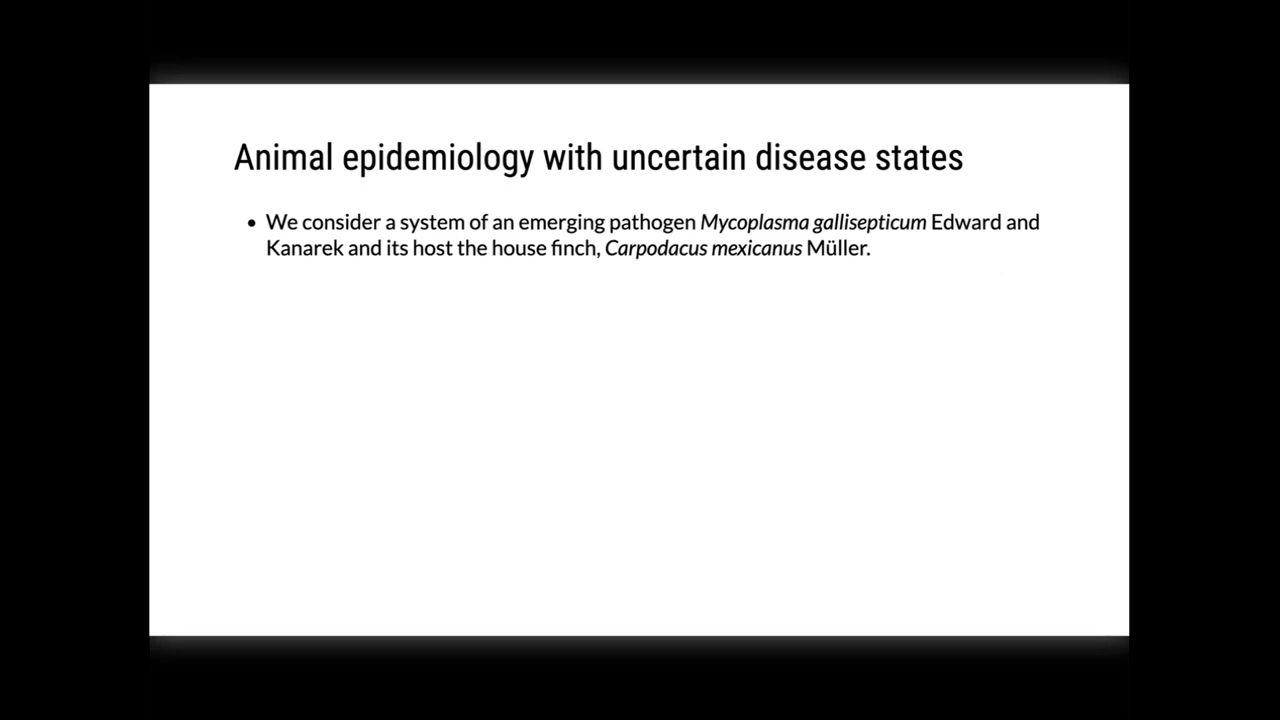 Animal epidemiology with uncertain disease states
• We consider a system of an emerging pathogen Mycoplasma gallisepticum Edward and
Kanarek and its host the house finch, Carpodacus mexicanus Müller.